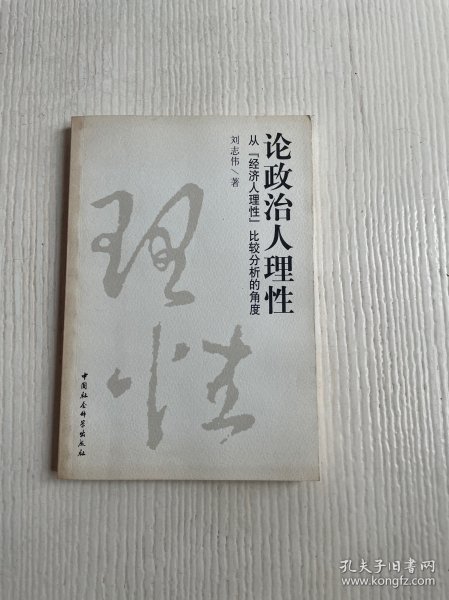 论政治人理性
从「经济人理性」比较分析的角度
刘志伟／著
理性
中国社会科学出版社
孔夫子旧书网
www.kongfz.com